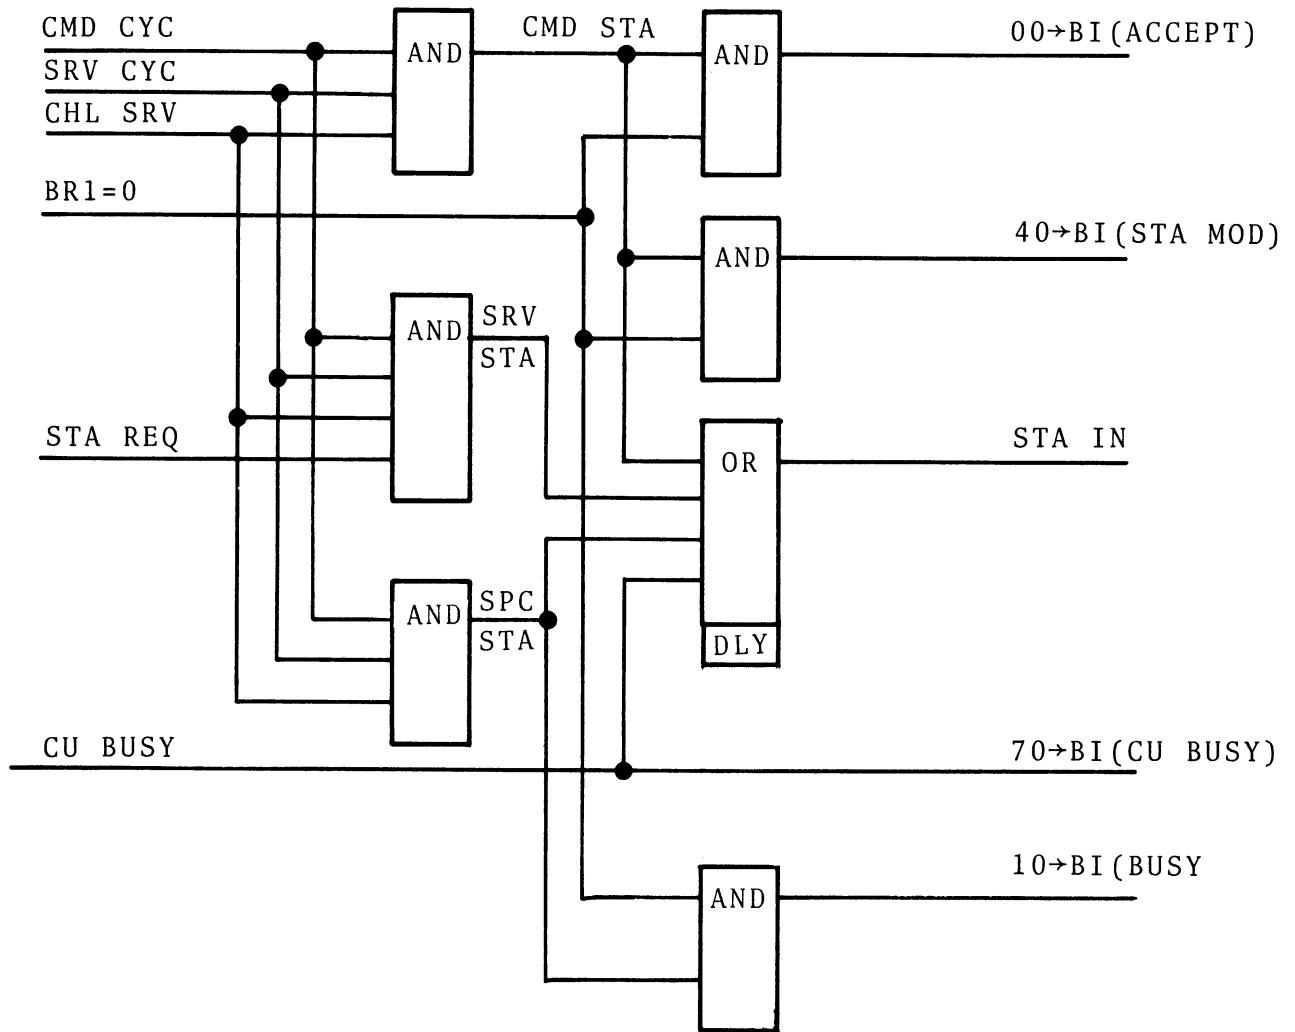 CMD CYC
SRV CYC
CHL SRV
BR1=0
STA REQ
CU BUSY
AND
CMD STA
AND
00→BI(ACCEPT)
AND
40→BI(STA MOD)
AND
SRV
STA
OR
DLY
STA IN
AND
SPC
STA
70→BI(CU BUSY)
AND
10→BI(BUSY